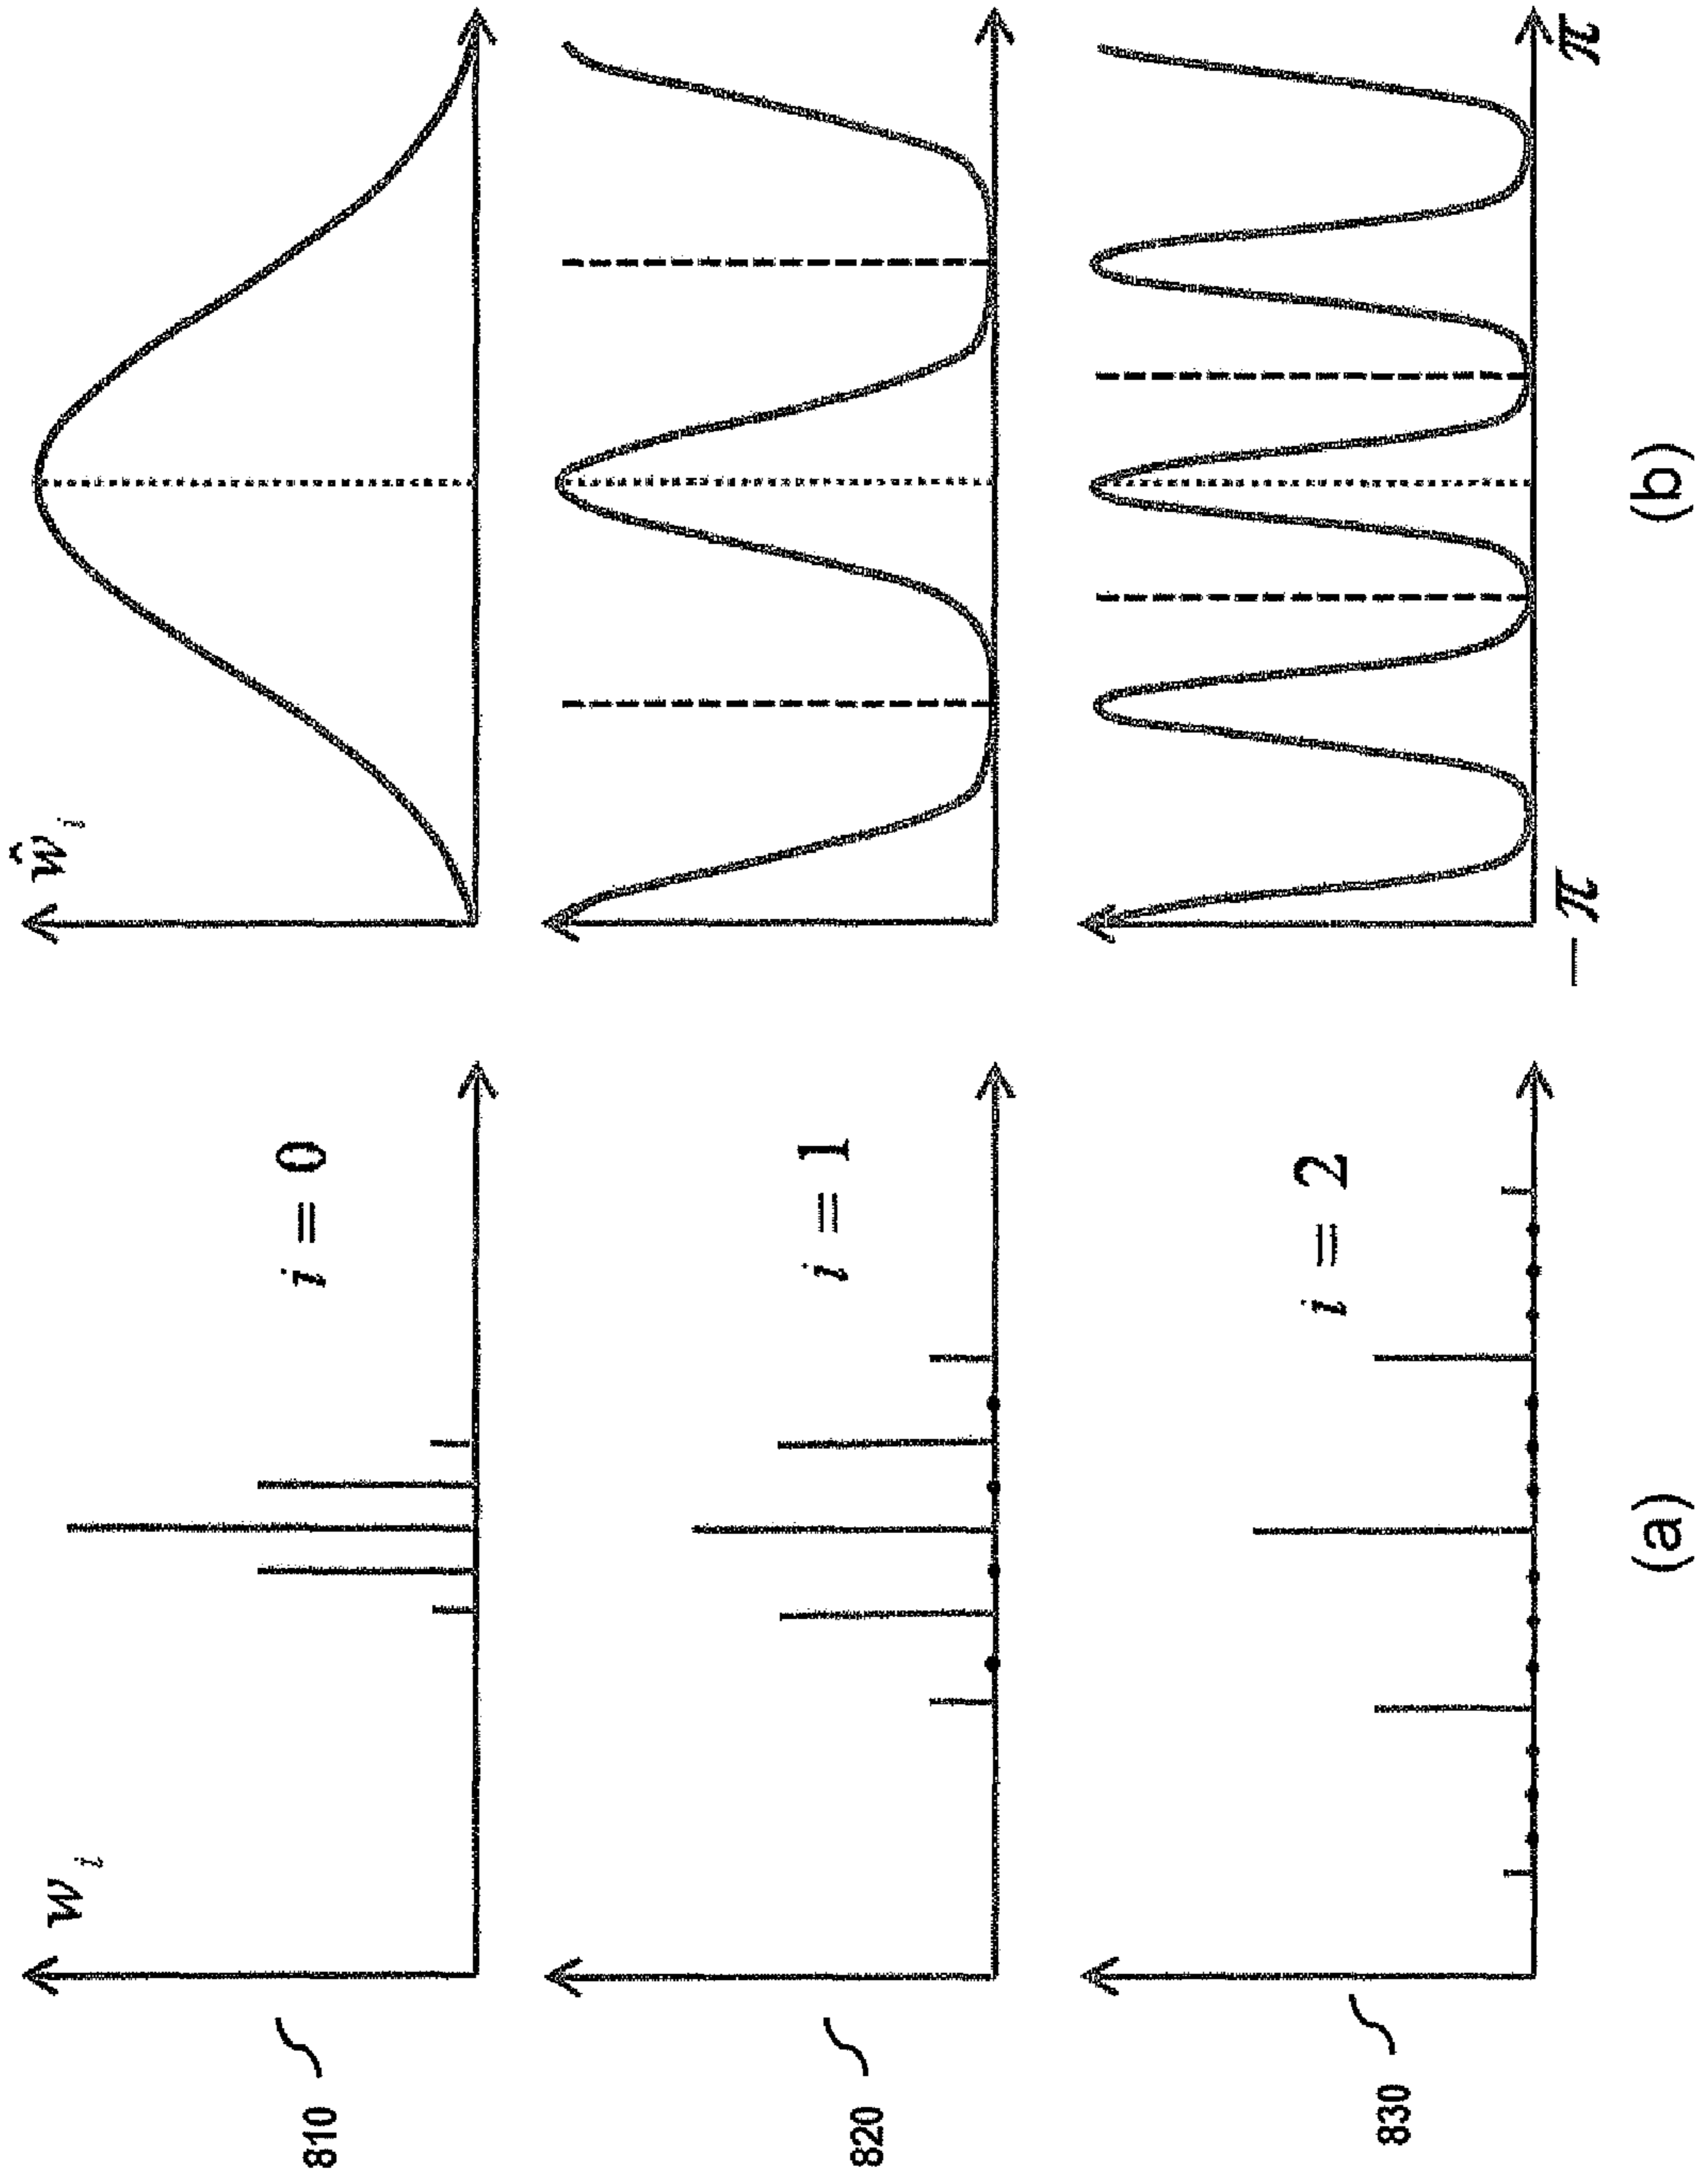 810
w_i
i = 0
ŵ_i
820
i = 1
830
i = 2
−π
π
(a)
(b)